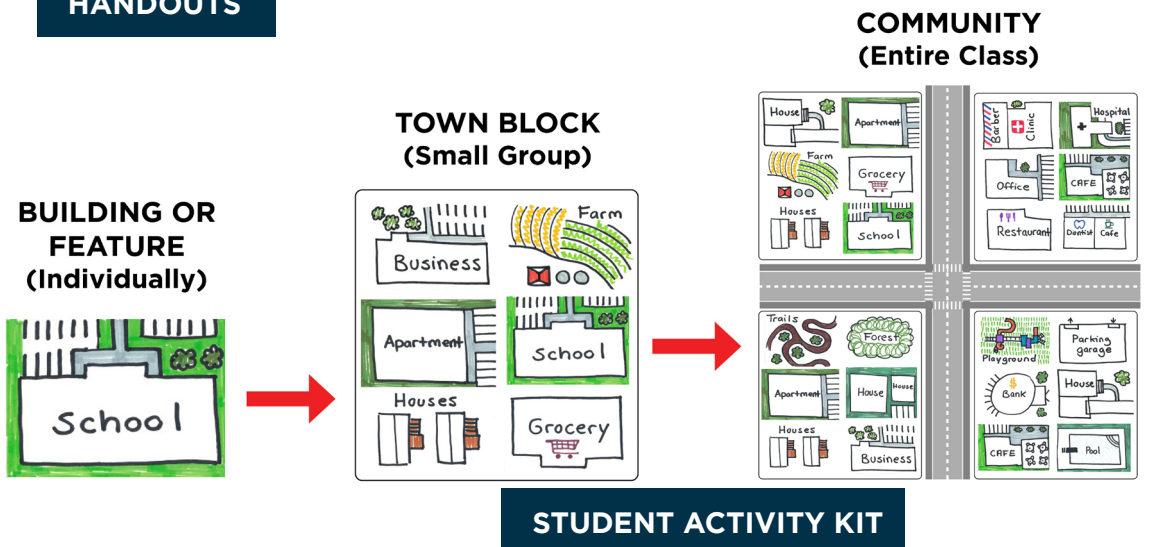 HANDOUTS
BUILDING OR
FEATURE
(Individually)
School
TOWN BLOCK
(Small Group)
Business
Farm
Apartment
School
Houses
Grocery
COMMUNITY
(Entire Class)
House
Apartment
Farm
Grocery
Houses
School
Barber
Clinic
Hospital
Office
CAFE
Restaurant
Dentist
Cafe
Trails
Forest
Apartment
House
House
Houses
Business
Playground
Parking
garage
$
Bank
House
CAFE
Pool
STUDENT ACTIVITY KIT